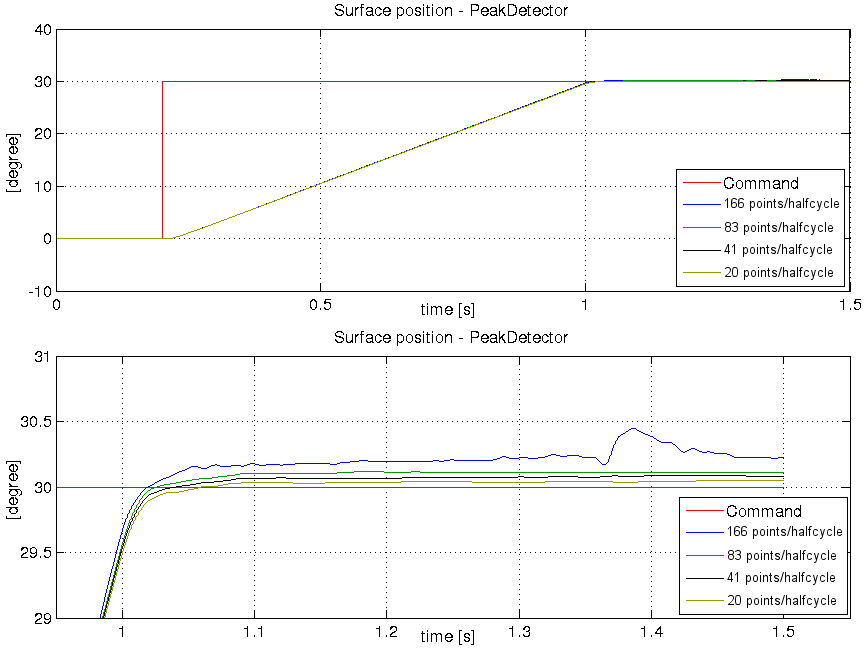 Surface position - PeakDetector
40
30
20
10
0
-10
[degree]
0
0.5
1
1.5
time [s]
Command
166 points/halfcycle
83 points/halfcycle
41 points/halfcycle
20 points/halfcycle
Surface position - PeakDetector
31
30.5
30
29.5
29
[degree]
1
1.1
1.2
1.3
1.4
1.5
time [s]
Command
166 points/halfcycle
83 points/halfcycle
41 points/halfcycle
20 points/halfcycle